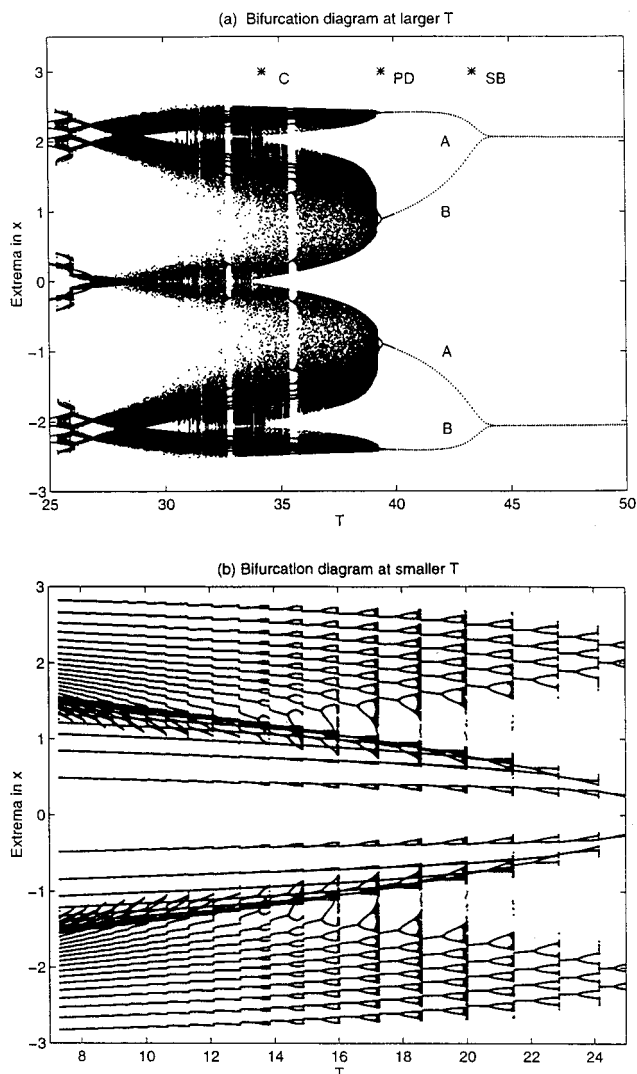 (a) Bifurcation diagram at larger T
3
* C
* PD
* SB
2
A
1
B
Extrema in x
0
A
−1
−2
B
−3
25 30 35 40 45 50
T
(b) Bifurcation diagram at smaller T
3
2
1
Extrema in x
0
−1
−2
−3
8 10 12 14 16 18 20 22 24
T